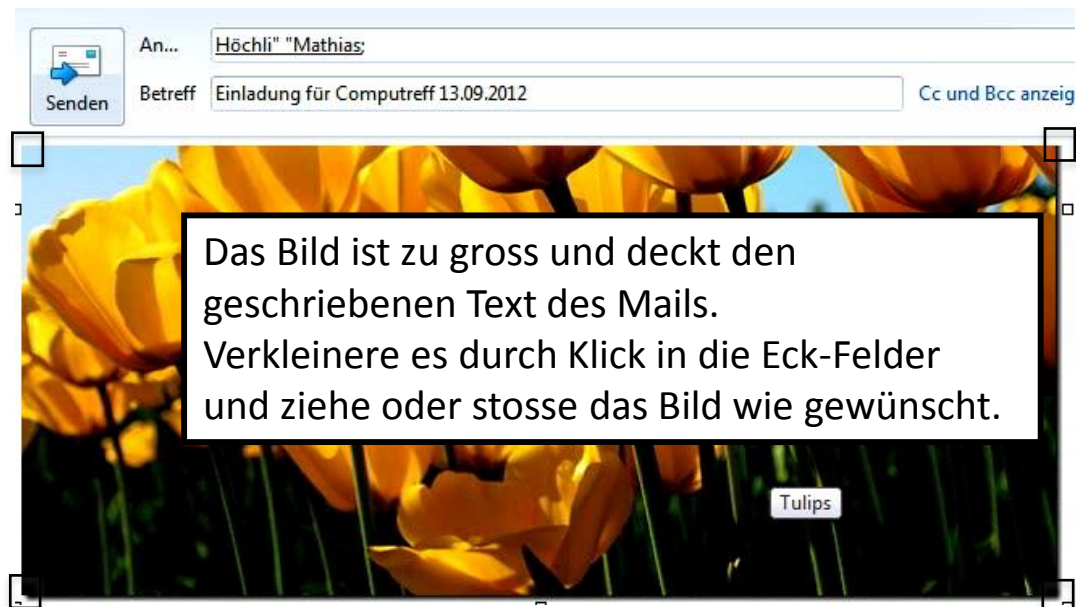 An... Höchli" "Mathias;
Senden Betreff Einladung für Computreff 13.09.2012 Cc und Bcc anzeig
Das Bild ist zu gross und deckt den
geschriebenen Text des Mails.
Verkleinere es durch Klick in die Eck-Felder
und ziehe oder stosse das Bild wie gewünscht.
Tulips